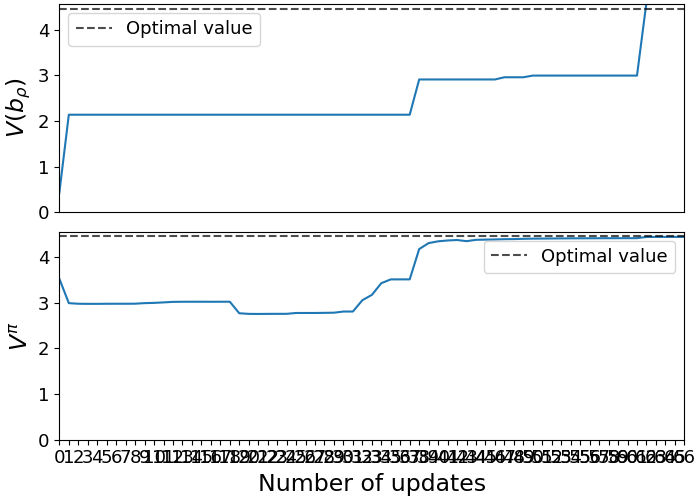 Optimal value
4
3
2
1
0
V(b_ρ)
Optimal value
4
3
2
1
0
V^π
Number of updates